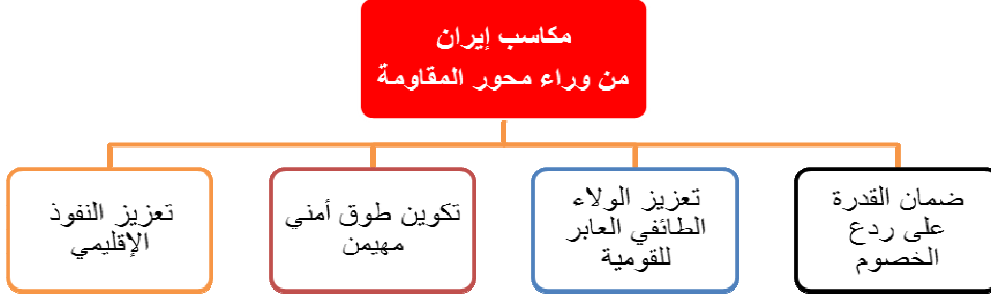 مكاسب إيران
من وراء محور المقاومة
ضمان القدرة
على ردع
الخصوم
تعزيز الولاء
الطائفي العابر
للقومية
تكوين طوق أمني
مهيمن
تعزيز النفوذ
الإقليمي